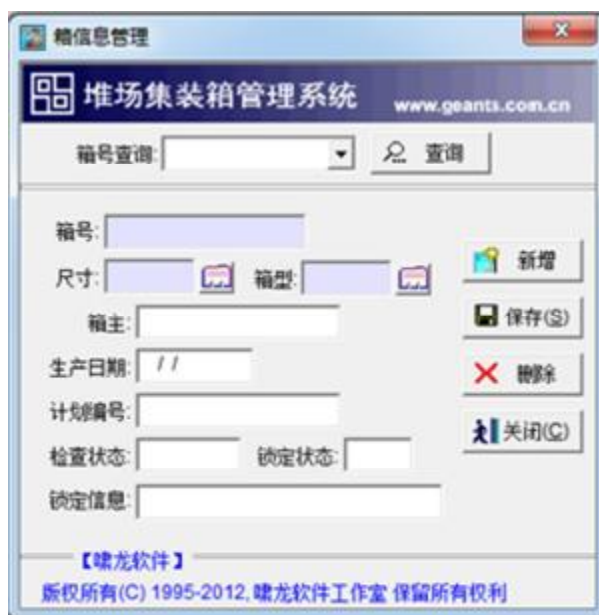 箱信息管理
堆场集装箱管理系统 www.geants.com.cn
箱号查询: 查询
箱号:
尺寸: 箱型: 新增
箱主: 保存(S)
生产日期: / / 删除
计划编号:
检查状态: 锁定状态: 关闭(C)
锁定信息:
【啸龙软件】
版权所有(C) 1995-2012, 啸龙软件工作室 保留所有权利